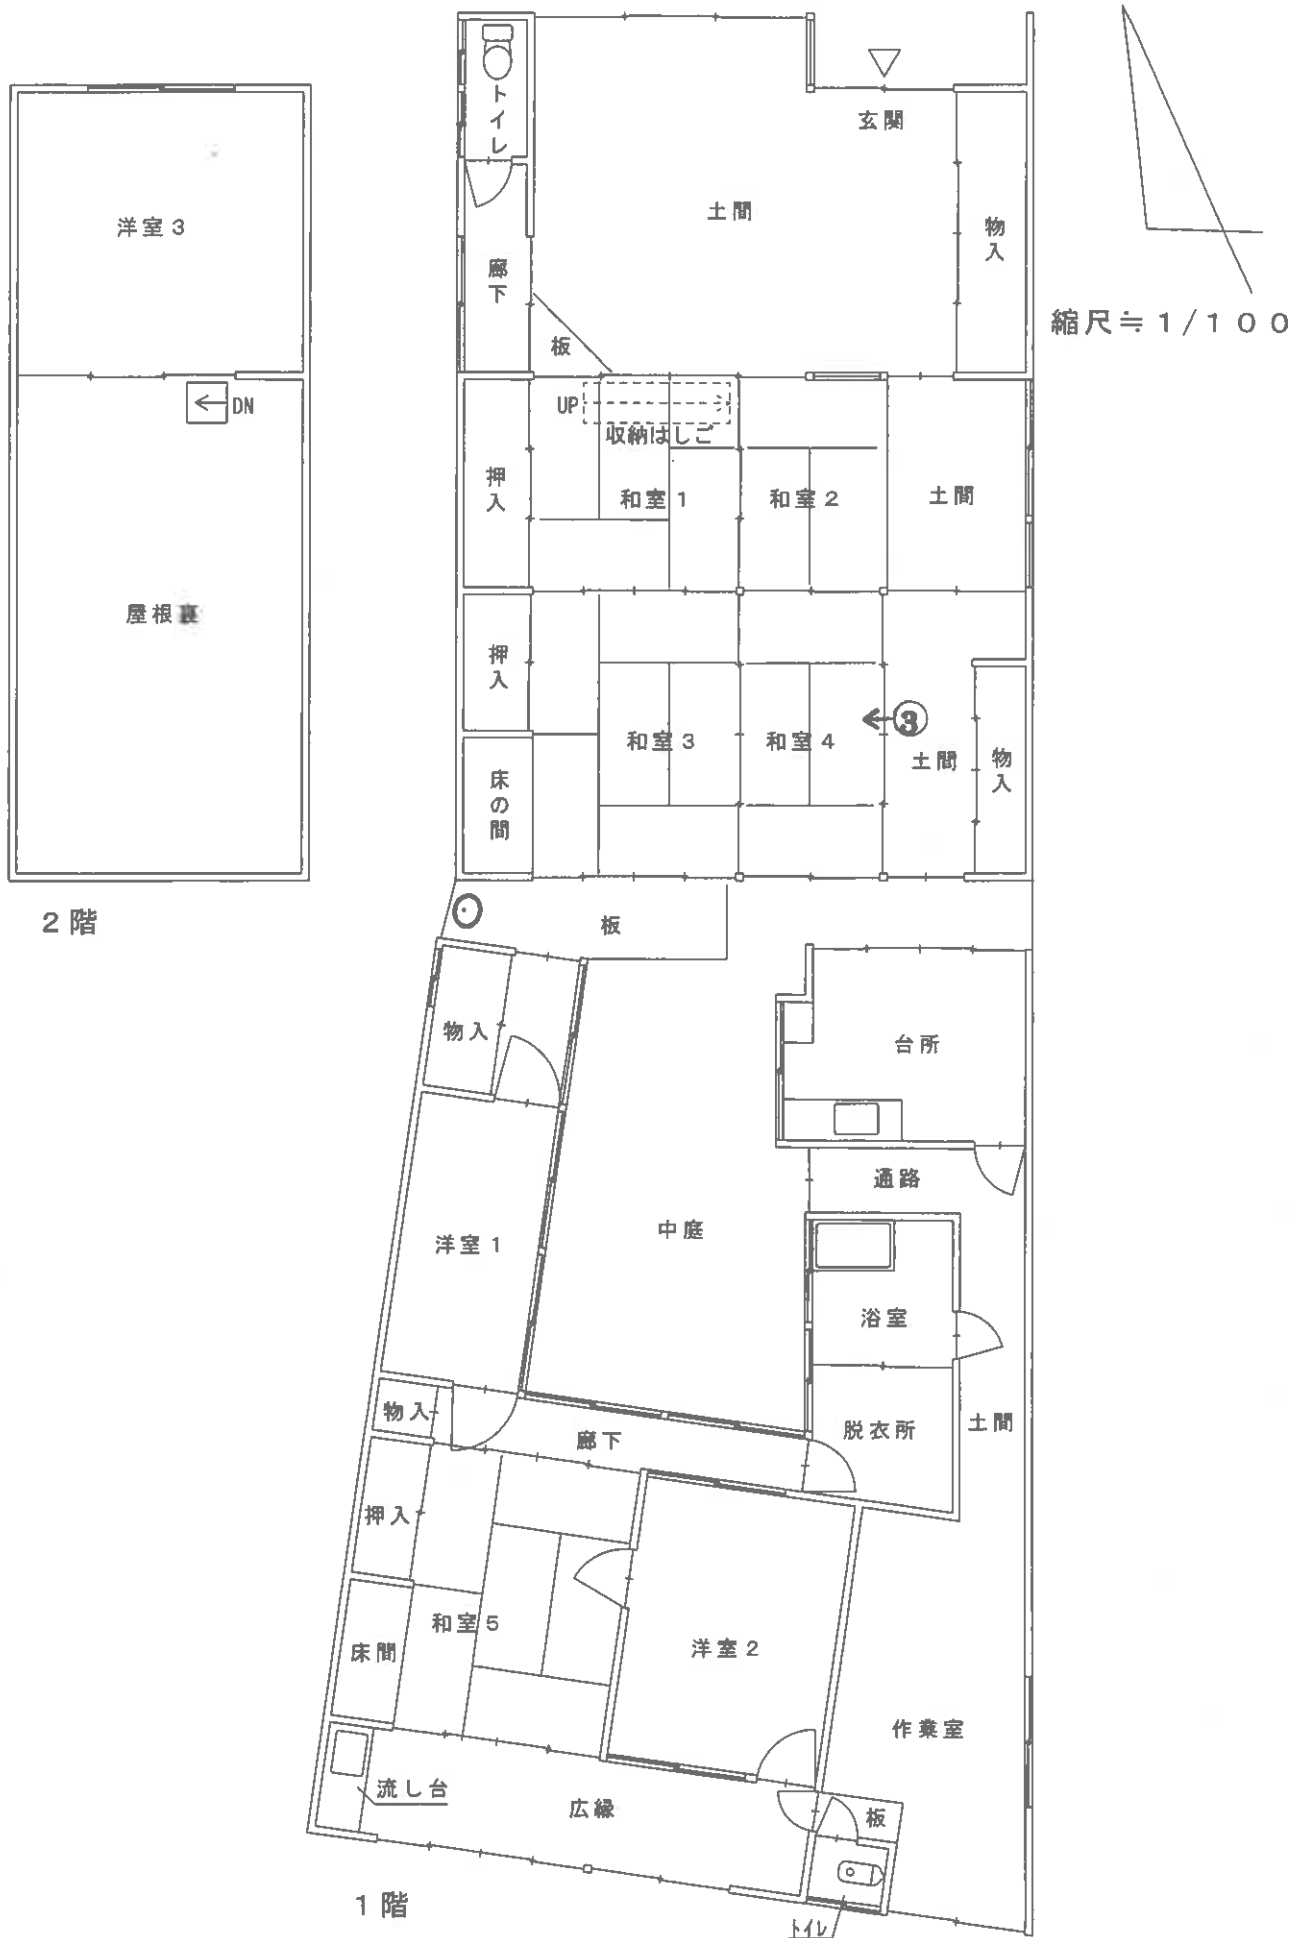 トイレ
玄関
洋室3
土間
物入
廊下
縮尺≒1/100
板
UP
DN
収納はしご
押入
和室1
和室2
土間
屋根裏
押入
和室3
和室4
③
土間
物入
床の間
2階
板
物入
台所
通路
中庭
洋室1
浴室
物入
廊下
脱衣所
土間
押入
和室5
床間
洋室2
作業室
流し台
広縁
板
1階
トイレ